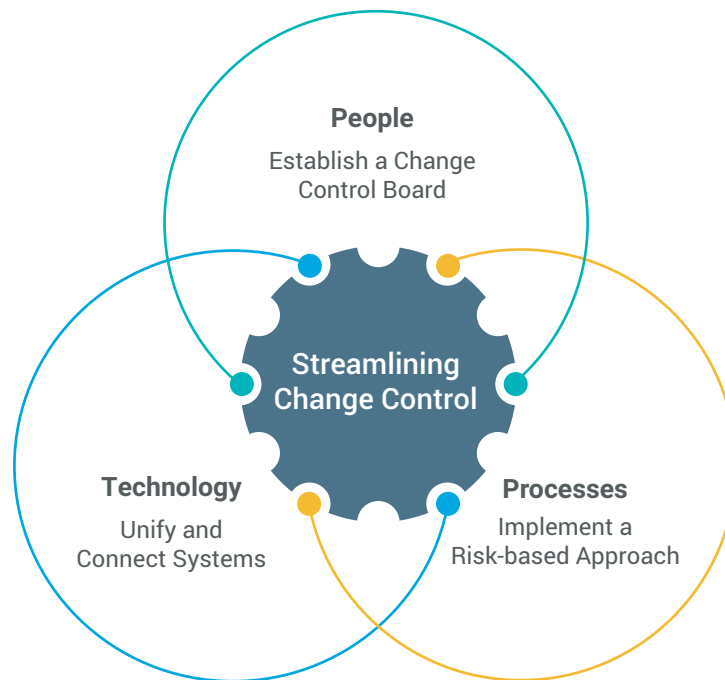 People
Establish a Change
Control Board
Streamlining
Change Control
Technology
Unify and
Connect Systems
Processes
Implement a
Risk-based Approach